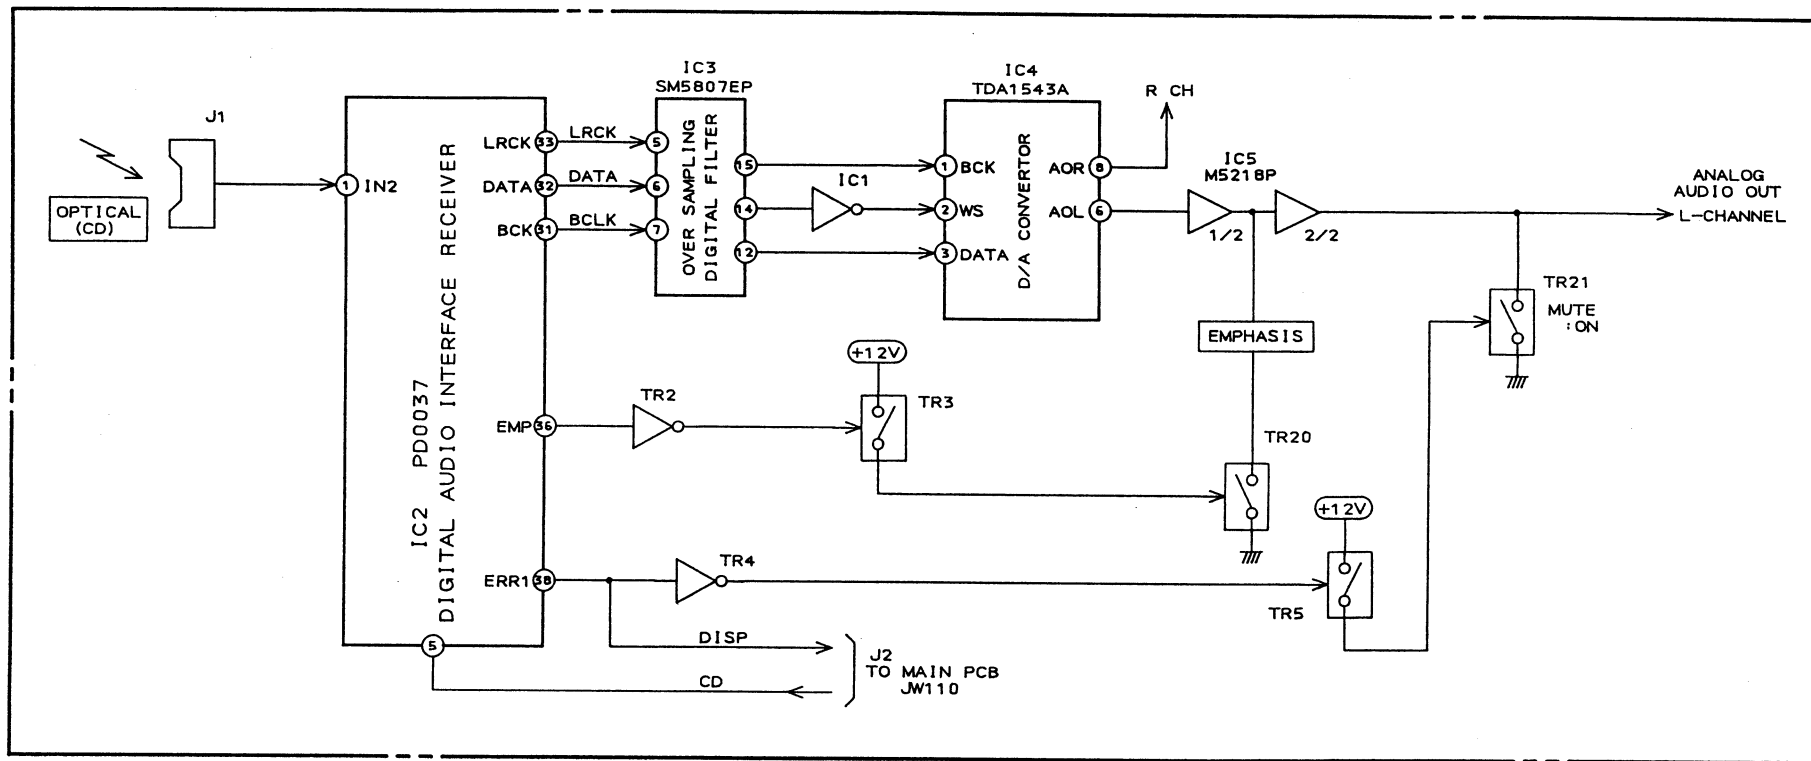 J1
OPTICAL
(CD)
1
IN2
IC2 PD0037
DIGITAL AUDIO INTERFACE RECEIVER
LRCK
33
LRCK
DATA
32
DATA
BCK
31
BCLK
EMP
36
ERR1
38
5
IC3
SM5807EP
5
6
7
OVER SAMPLING
DIGITAL FILTER
15
14
12
IC1
IC4
TDA1543A
1
BCK
2
WS
3
DATA
D/A CONVERTOR
AOR
8
AOL
6
R CH
IC5
M5218P
1/2
2/2
ANALOG
AUDIO OUT
L-CHANNEL
EMPHASIS
TR21
MUTE
:ON
+12V
TR2
TR3
TR20
+12V
TR4
TR5
DISP
CD
J2
TO MAIN PCB
JW110